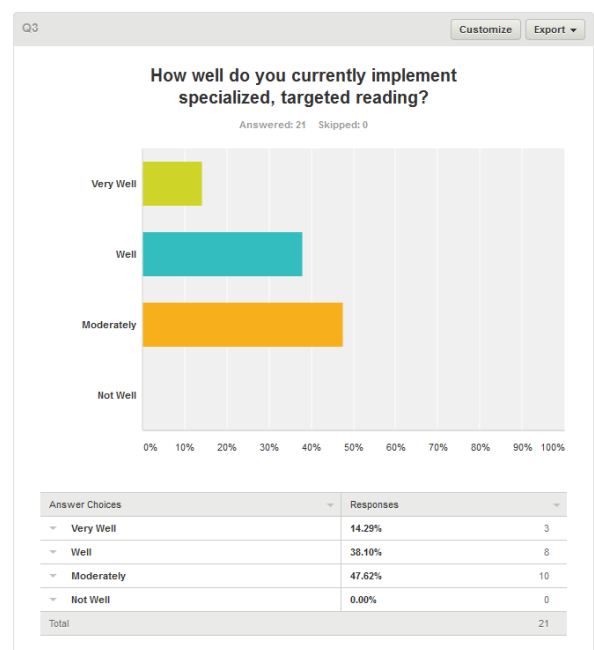 Q3
Customize
Export
How well do you currently implement
specialized, targeted reading?
Answered: 21 Skipped: 0
Very Well
Well
Moderately
Not Well
0% 10% 20% 30% 40% 50% 60% 70% 80% 90% 100%
Answer Choices Responses
Very Well 14.29% 3
Well 38.10% 8
Moderately 47.62% 10
Not Well 0.00% 0
Total 21